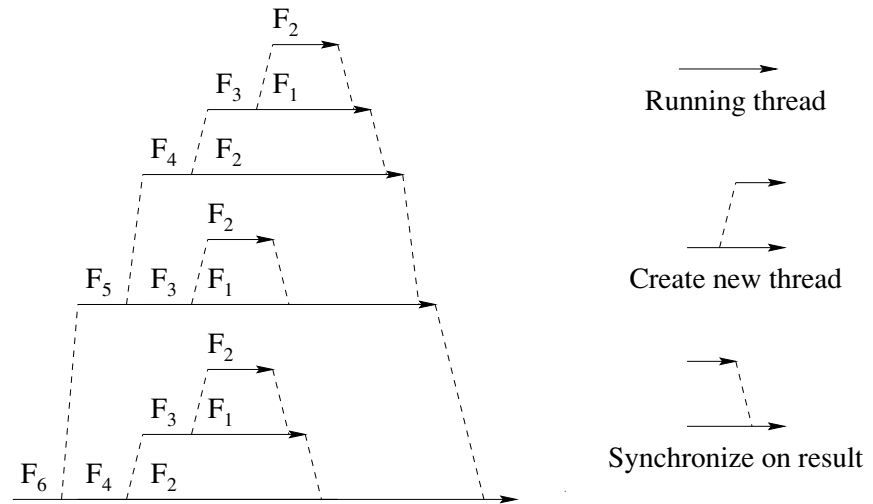 F₂
F₃ F₁
F₄ F₂
F₂
F₅ F₃ F₁
F₂
F₃ F₁
F₆ F₄ F₂
Running thread
Create new thread
Synchronize on result